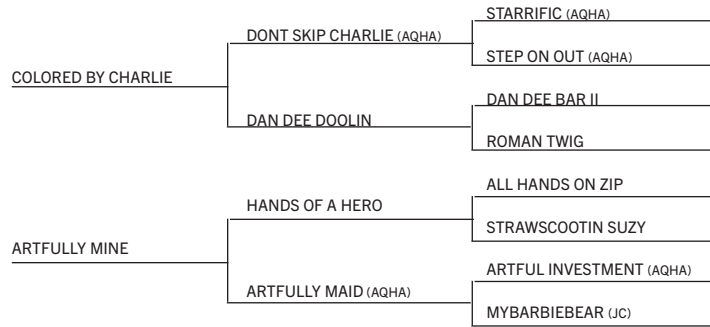 STARRIFIC (AQHA)
DONT SKIP CHARLIE (AQHA)
STEP ON OUT (AQHA)
COLORED BY CHARLIE
DAN DEE BAR II
DAN DEE DOOLIN
ROMAN TWIG
ALL HANDS ON ZIP
HANDS OF A HERO
STRAWSCOOTIN SUZY
ARTFULLY MINE
ARTFUL INVESTMENT (AQHA)
ARTFULLY MAID (AQHA)
MYBARBIEBEAR (JC)